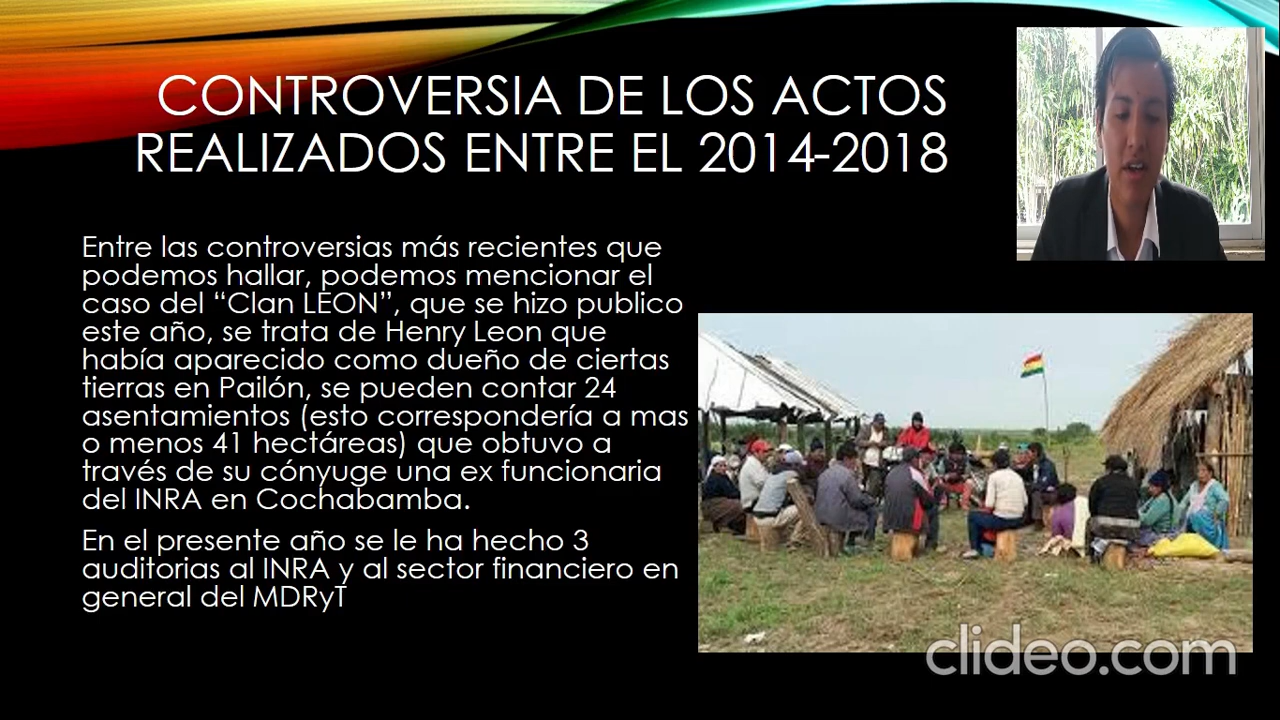 CONTROVERSIA DE LOS ACTOS
REALIZADOS ENTRE EL 2014-2018
Entre las controversias más recientes que
podemos hallar, podemos mencionar el
caso del “Clan LEON”, que se hizo publico
este año, se trata de Henry Leon que
había aparecido como dueño de ciertas
tierras en Pailón, se pueden contar 24
asentamientos (esto correspondería a mas
o menos 41 hectáreas) que obtuvo a
través de su cónyuge una ex funcionaria
del INRA en Cochabamba.
En el presente año se le ha hecho 3
auditorias al INRA y al sector financiero en
general del MDRyT
clideo.com